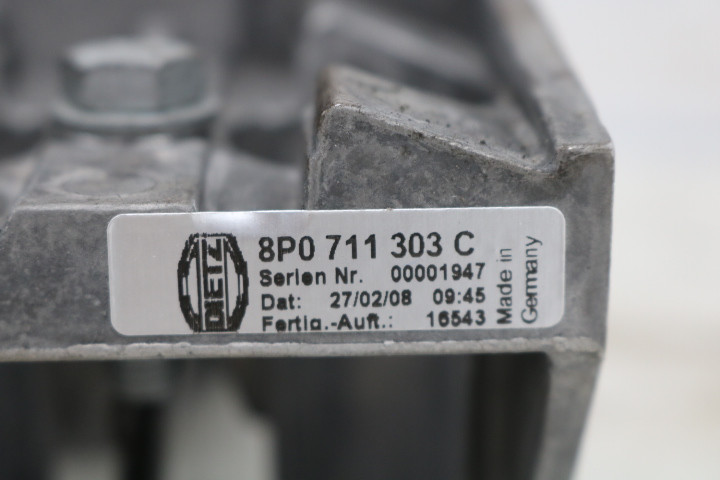 DIETZ
8P0 711 303 C
Serien Nr. 00001947
Dat: 27/02/08 09:45
Fertig.-Auft.: 16543
Made in
Germany